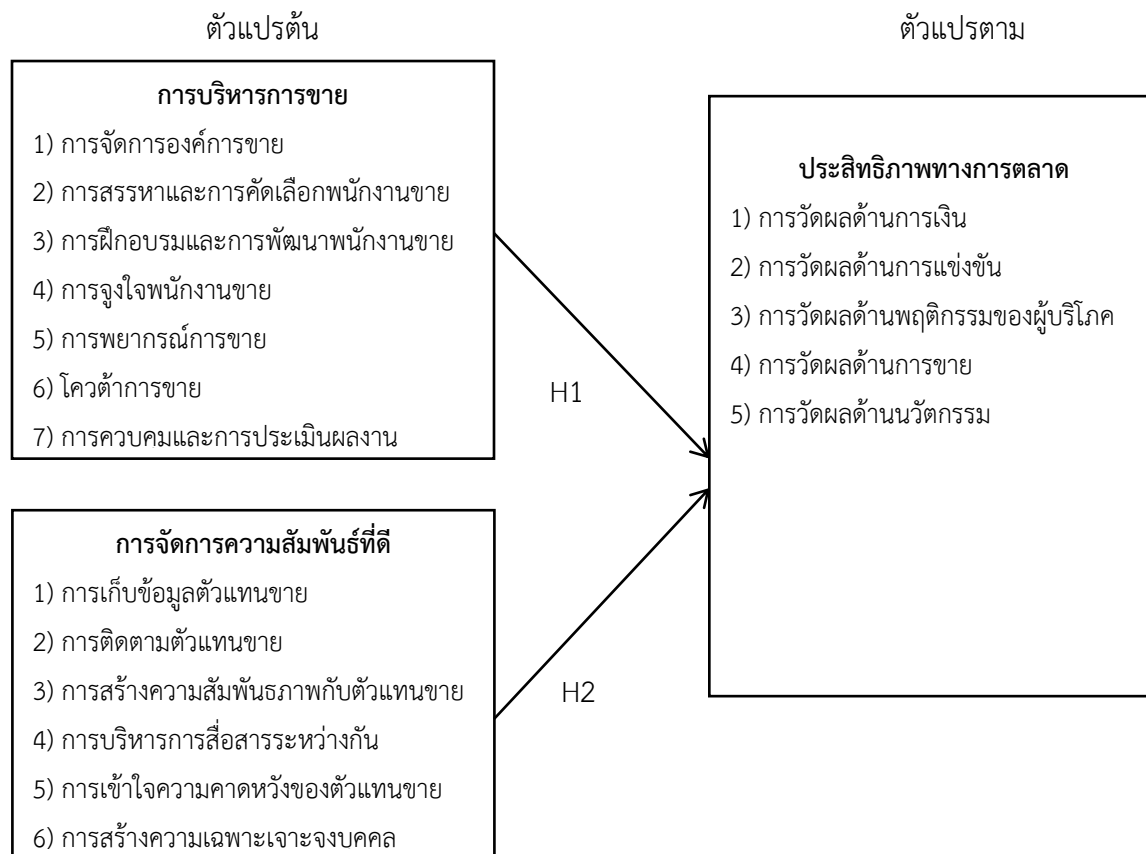 ตัวแปรต้น
ตัวแปรตาม
การบริหารการขาย
1) การจัดการองค์การขาย
2) การสรรหาและการคัดเลือกพนักงานขาย
3) การฝึกอบรมและการพัฒนาพนักงานขาย
4) การจูงใจพนักงานขาย
5) การพยากรณ์การขาย
6) โควต้าการขาย
7) การควบคุมและการประเมินผลงาน
H1
การจัดการความสัมพันธ์ที่ดี
1) การเก็บข้อมูลตัวแทนขาย
2) การติดตามตัวแทนขาย
3) การสร้างความสัมพันธภาพกับตัวแทนขาย
4) การบริหารการสื่อสารระหว่างกัน
5) การเข้าใจความคาดหวังของตัวแทนขาย
6) การสร้างความเฉพาะเจาะจงบุคคล
H2
ประสิทธิภาพทางการตลาด
1) การวัดผลด้านการเงิน
2) การวัดผลด้านการแข่งขัน
3) การวัดผลด้านพฤติกรรมของผู้บริโภค
4) การวัดผลด้านการขาย
5) การวัดผลด้านนวัตกรรม